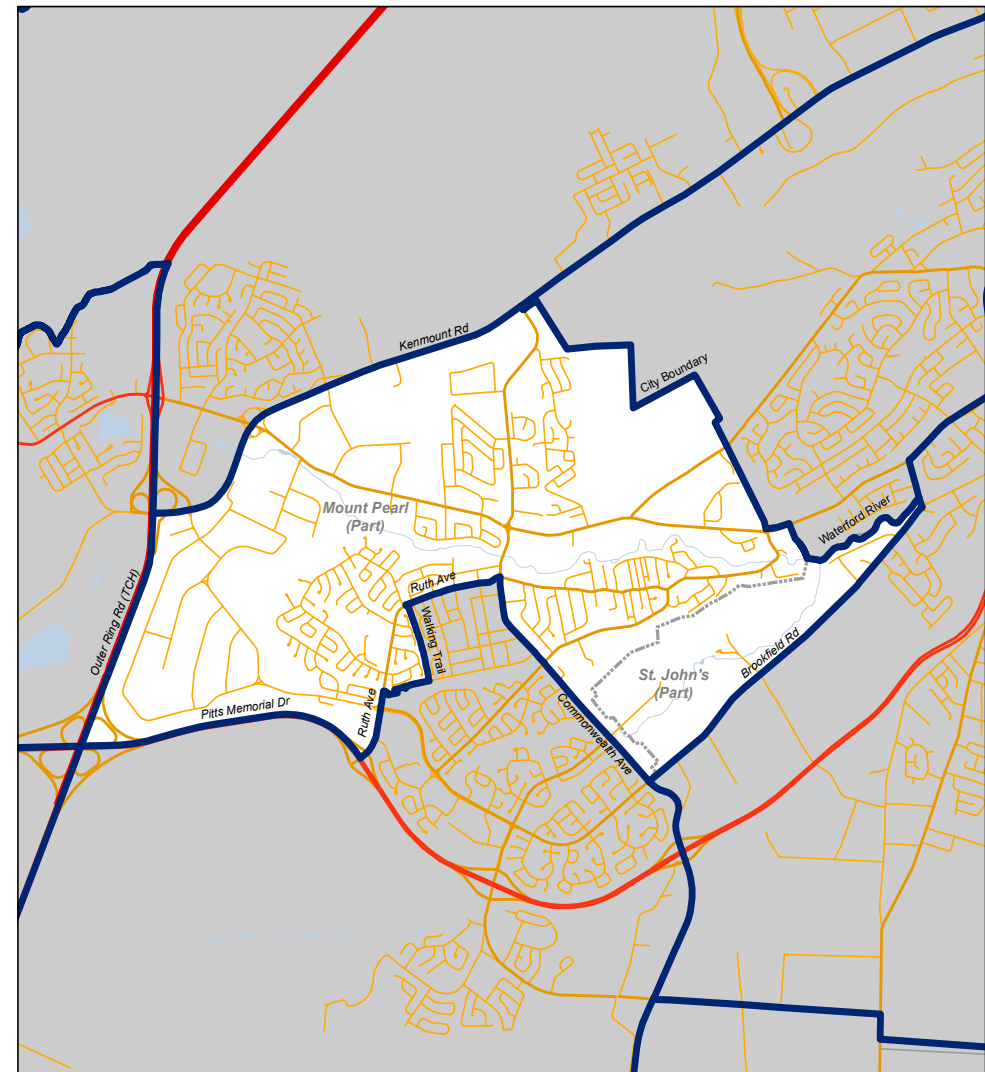 Kenmount Rd
City Boundary
Mount Pearl
(Part)
Waterford River
Ruth Ave
Walking Trail
Outer Ring Rd (TCH)
Brookfield Rd
St. John's
(Part)
Ruth Ave
Pitts Memorial Dr
Commonwealth Ave